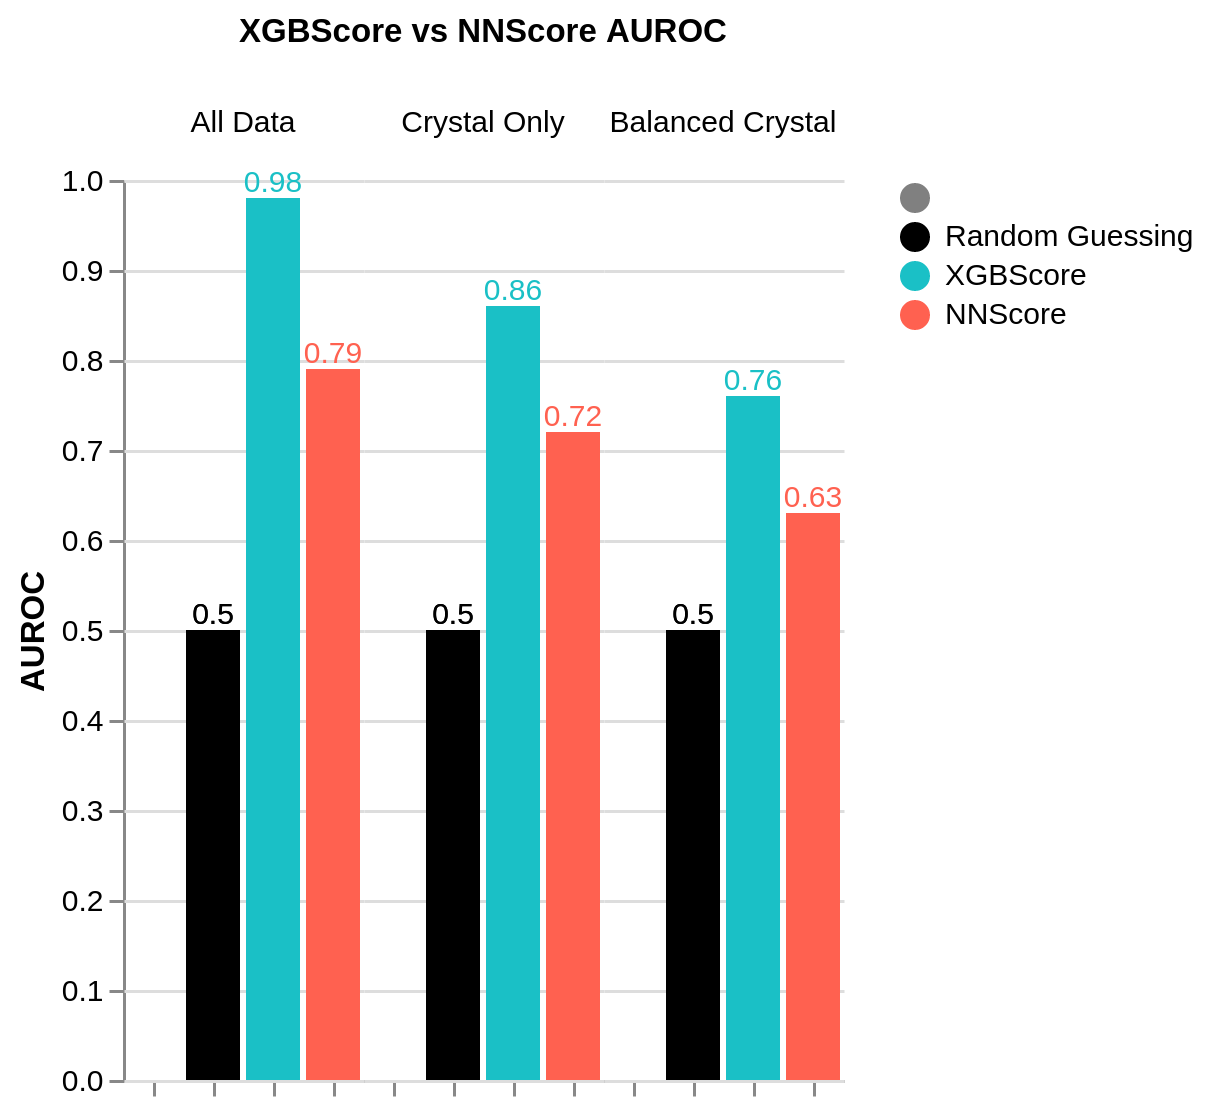 XGBScore vs NNScore AUROC
All Data Crystal Only Balanced Crystal
1.0
0.9
0.8
0.7
0.6
0.5
0.4
0.3
0.2
0.1
0.0
AUROC
0.5 0.98 0.79
0.5 0.86 0.72
0.5 0.76 0.63
Random Guessing
XGBScore
NNScore